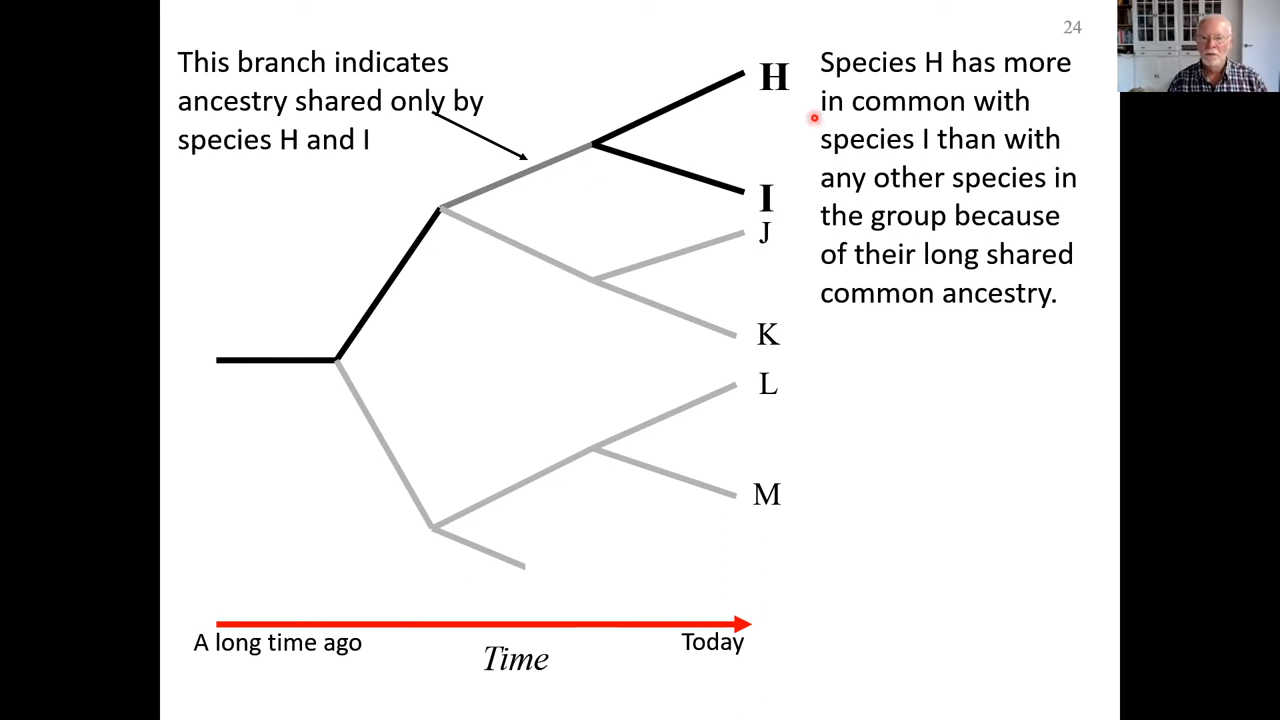 24
This branch indicates
ancestry shared only by
species H and I
H
Species H has more
in common with
species I than with
any other species in
the group because
of their long shared
common ancestry.
I
J
K
L
M
A long time ago
Time
Today